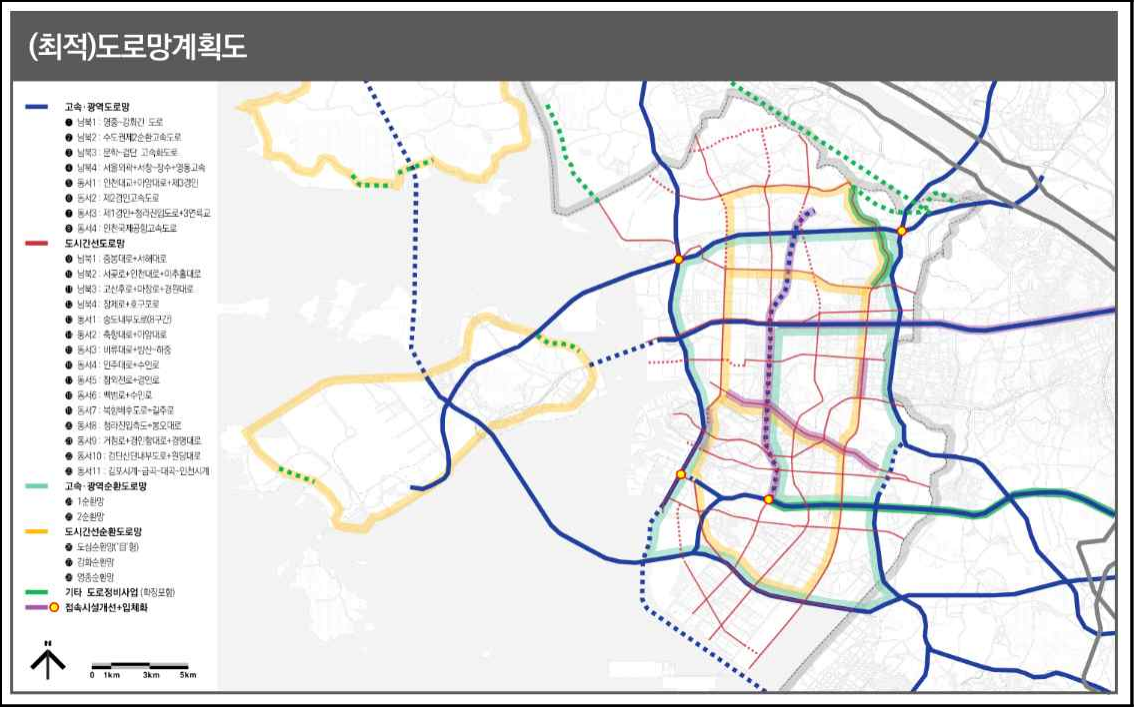 (최적)도로망계획도
고속·광역도로망
❶ 남북1 : 영종~강화간 도로
❷ 남북2 : 수도권제2순환고속도로
❸ 남북3 : 문학~검단 고속화도로
❹ 남북4 : 서울외곽+서창~장수+영동고속
❺ 동서1 : 인천대교+아암대로+제3경인
❻ 동서2 : 제2경인고속도로
❼ 동서3 : 제1경인+청라진입도로+3연륙교
❽ 동서4 : 인천국제공항고속도로
도시간선도로망
남북1 : 중봉대로+서해대로
남북2 : 서곶로+인천대로+미추홀대로
남북3 : 고산후로+마장로+경원대로
남북4 : 장제로+호구포로
동서1 : 송도내부도로(8구간)
동서2 : 축항대로+아암대로
동서3 : 비류대로+방산~하중
동서4 : 인주대로+수인로
동서5 : 참외전로+경인로
동서6 : 백범로+수인로
동서7 : 북항배후도로+길주로
동서8 : 청라진입측도+봉오대로
동서9 : 거첨로+경인항대로+경명대로
동서10 : 검단신단내부도로+원당대로
동서11 : 김포시계~금곡~대곡~인천시계
고속·광역순환도로망
1순환망
2순환망
도시간선순환도로망
도심순환망("日"형)
강화순환망
영종순환망
기타 도로정비사업 (확장포함)
접속시설개선+입체화
N
0 1km 3km 5km